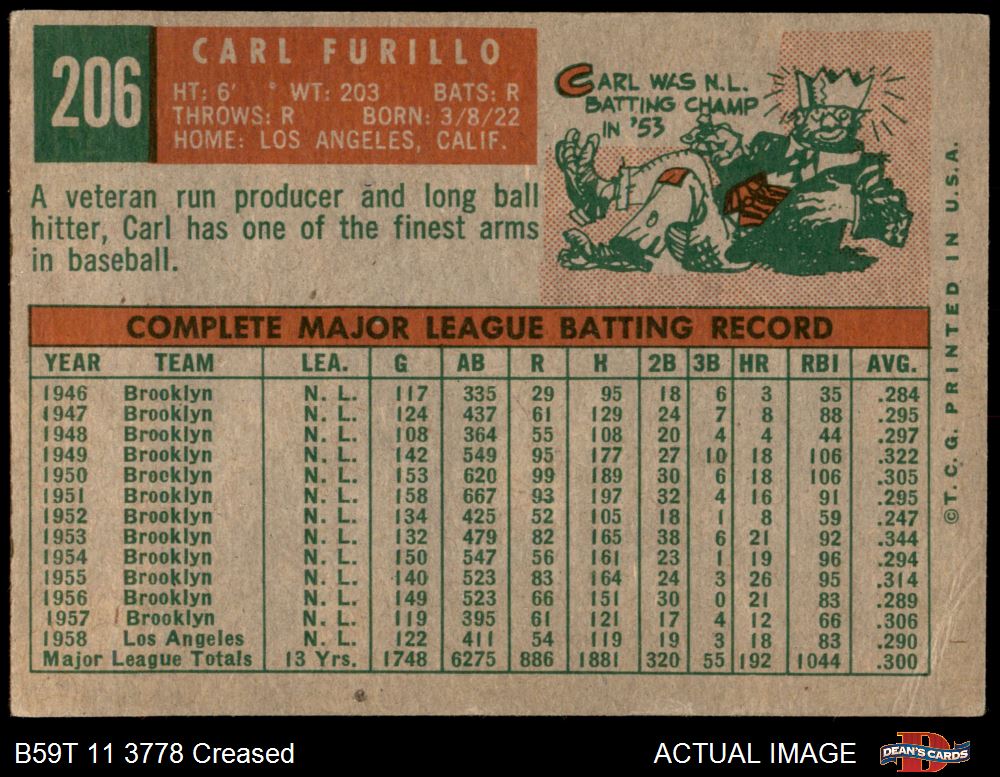 206
CARL FURILLO
HT: 6' WT: 203 BATS: R
THROWS: R BORN: 3/8/22
HOME: LOS ANGELES, CALIF.
CARL WAS N.L.
BATTING CHAMP
IN '53
A veteran run producer and long ball
hitter, Carl has one of the finest arms
in baseball.
COMPLETE MAJOR LEAGUE BATTING RECORD
YEAR TEAM LEA. G AB R H 2B 3B HR RBI AVG.
1946 Brooklyn N. L. 117 335 29 95 18 6 3 35 .284
1947 Brooklyn N. L. 124 437 61 129 24 7 8 88 .295
1948 Brooklyn N. L. 108 364 55 108 20 4 4 44 .297
1949 Brooklyn N. L. 142 549 95 177 27 10 18 106 .322
1950 Brooklyn N. L. 153 620 99 189 30 6 18 106 .305
1951 Brooklyn N. L. 158 667 93 197 32 4 16 91 .295
1952 Brooklyn N. L. 134 425 52 105 18 1 8 59 .247
1953 Brooklyn N. L. 132 479 82 165 38 6 21 92 .344
1954 Brooklyn N. L. 150 547 56 161 23 1 19 96 .294
1955 Brooklyn N. L. 140 523 83 164 24 3 26 95 .314
1956 Brooklyn N. L. 149 523 66 151 30 0 21 83 .289
1957 Brooklyn N. L. 119 395 61 121 17 4 12 66 .306
1958 Los Angeles N. L. 122 411 54 119 19 3 18 83 .290
Major League Totals 13 Yrs. 1748 6275 886 1881 320 55 192 1044 .300
©T.C.G. PRINTED IN U.S.A.
B59T 11 3778 Creased
ACTUAL IMAGE
DEAN'S CARDS